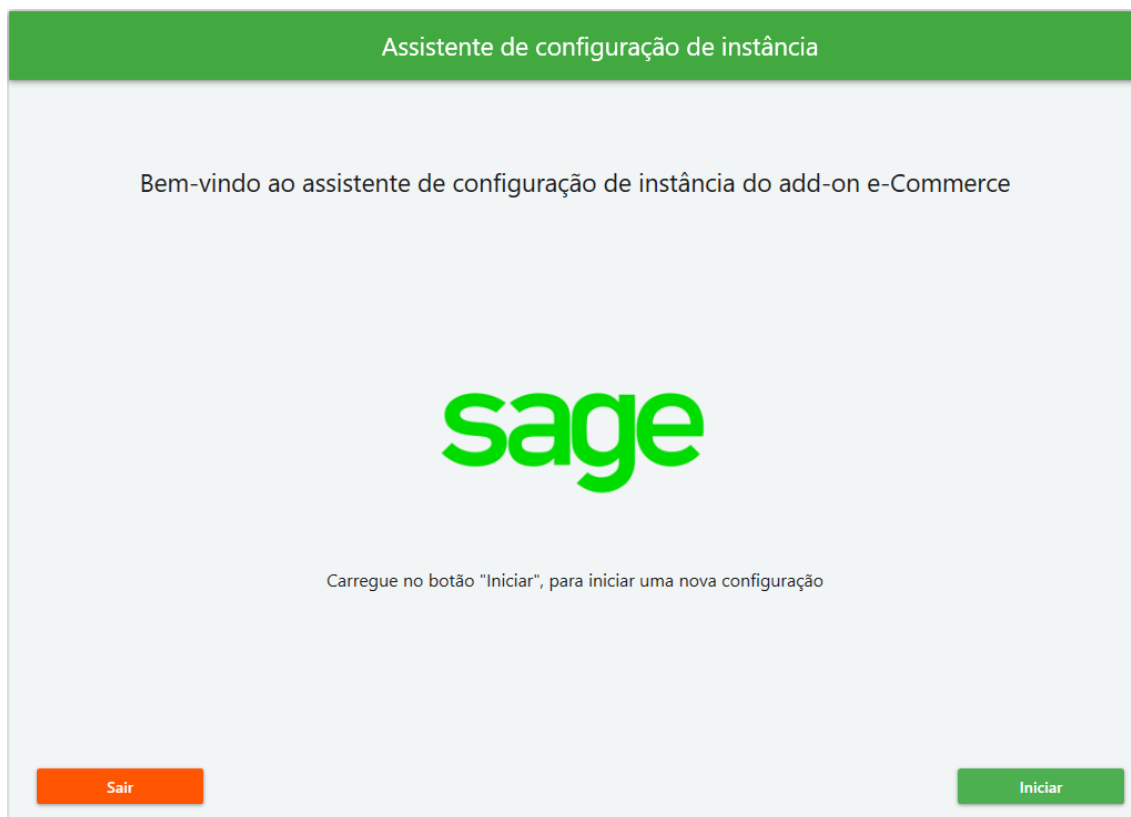 Assistente de configuração de instância
Bem-vindo ao assistente de configuração de instância do add-on e-Commerce
sage
Carregue no botão "Iniciar", para iniciar uma nova configuração
Sair
Iniciar